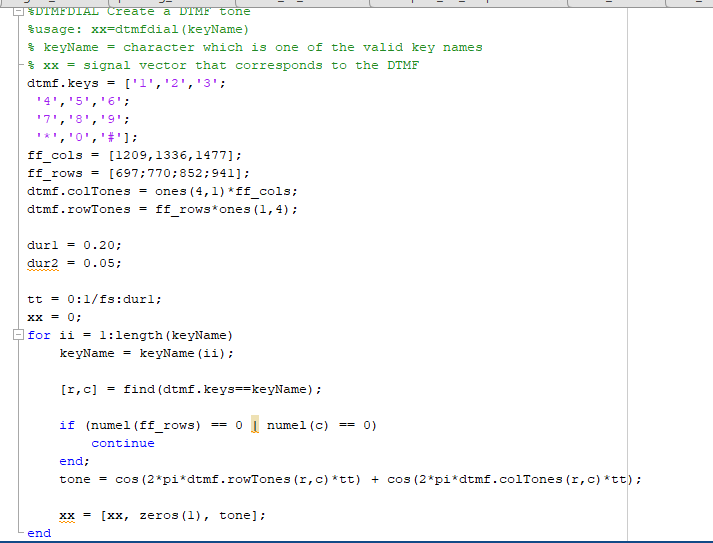 %DTMFDIAL Create a DTMF tone
%usage: xx=dtmfdial(keyName)
% keyName = character which is one of the valid key names
% xx = signal vector that corresponds to the DTMF
dtmf.keys = ['1','2','3';
'4','5','6';
'7','8','9';
'*','0','#'];
ff_cols = [1209,1336,1477];
ff_rows = [697;770;852;941];
dtmf.colTones = ones(4,1)*ff_cols;
dtmf.rowTones = ff_rows*ones(1,4);
dur1 = 0.20;
dur2 = 0.05;
tt = 0:1/fs:dur1;
xx = 0;
for ii = 1:length(keyName)
keyName = keyName(ii);
[r,c] = find(dtmf.keys==keyName);
if (numel(ff_rows) == 0 | numel(c) == 0)
continue
end;
tone = cos(2*pi*dtmf.rowTones(r,c)*tt) + cos(2*pi*dtmf.colTones(r,c)*tt);
xx = [xx, zeros(1), tone];
end